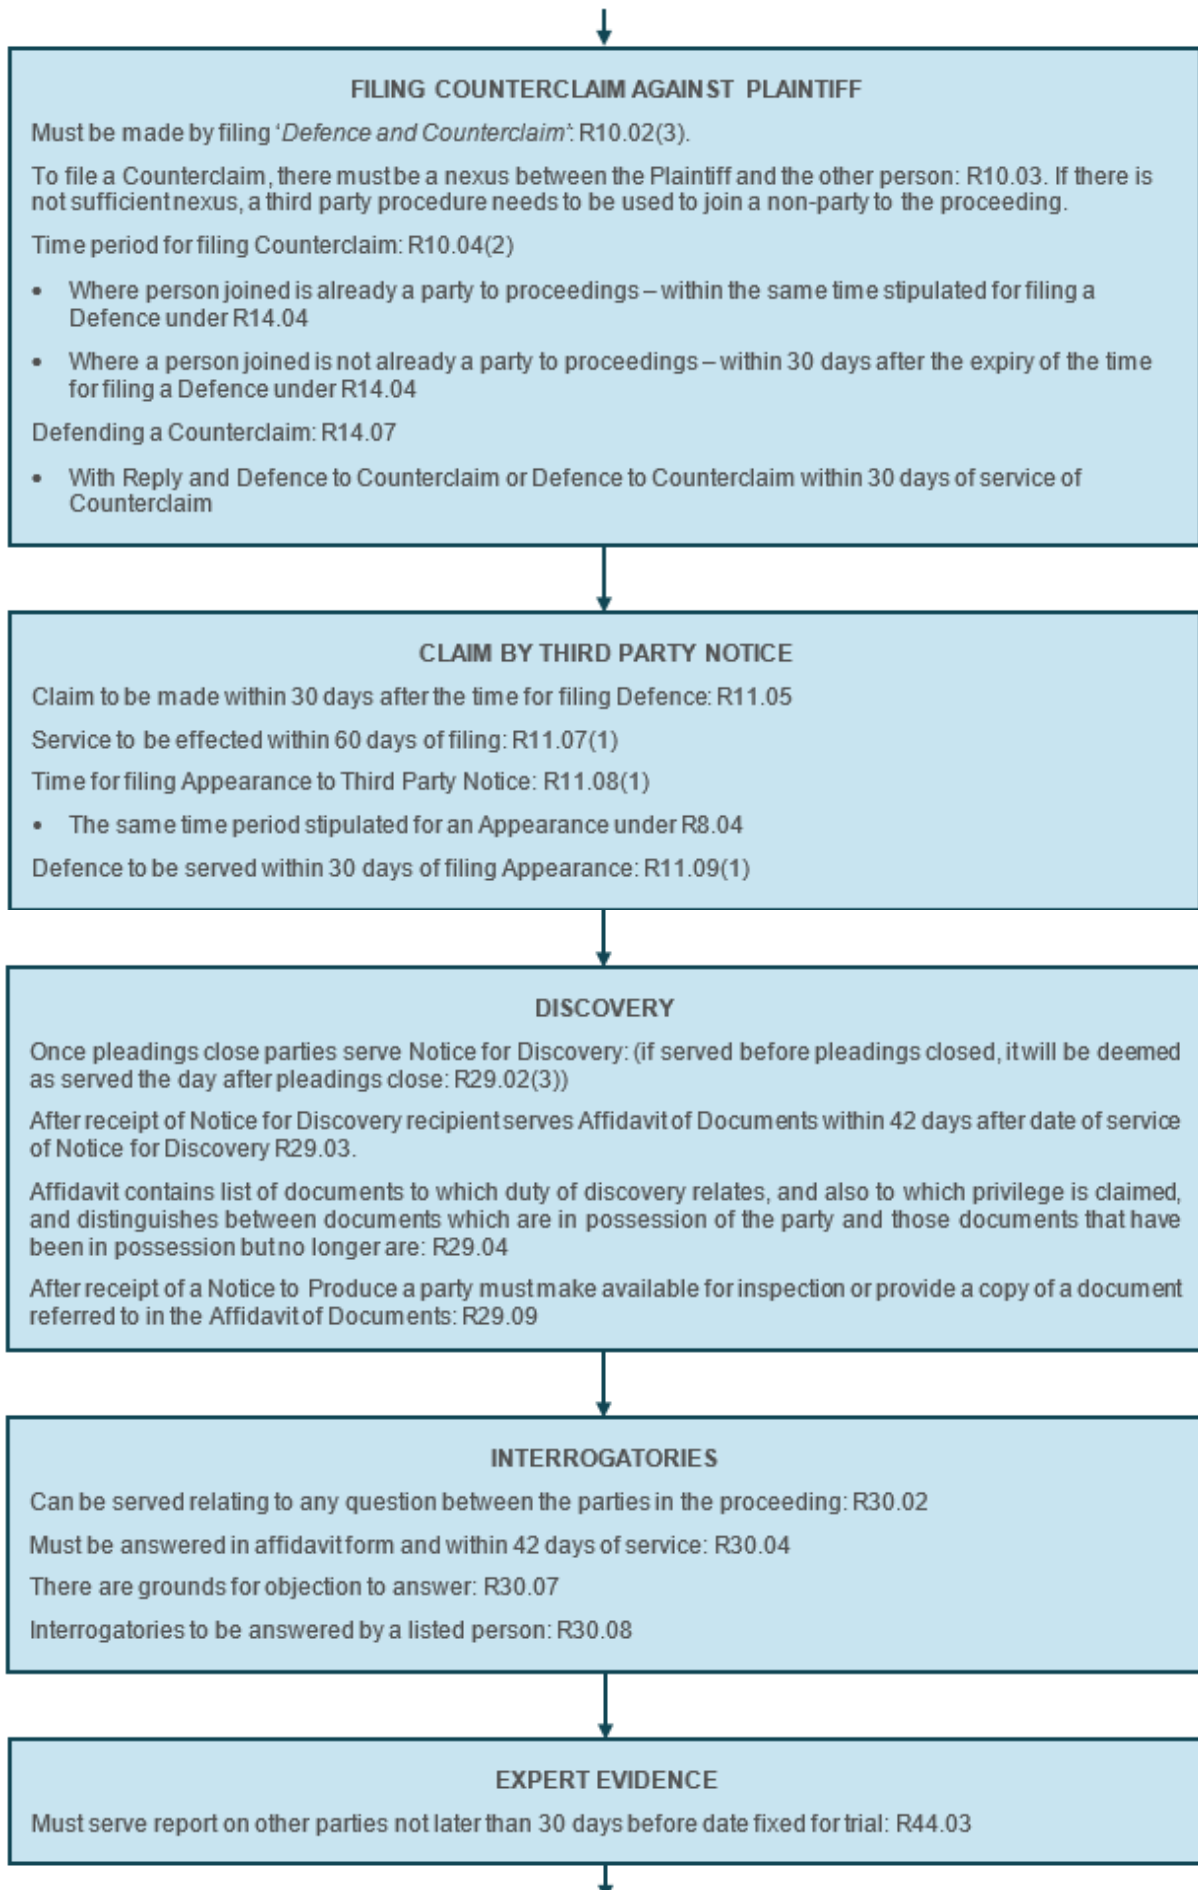 FILING COUNTERCLAIM AGAINST PLAINTIFF
Must be made by filing ‘Defence and Counterclaim’: R10.02(3).
To file a Counterclaim, there must be a nexus between the Plaintiff and the other person: R10.03. If there is
not sufficient nexus, a third party procedure needs to be used to join a non-party to the proceeding.
Time period for filing Counterclaim: R10.04(2)
• Where person joined is already a party to proceedings – within the same time stipulated for filing a
Defence under R14.04
• Where a person joined is not already a party to proceedings – within 30 days after the expiry of the time
for filing a Defence under R14.04
Defending a Counterclaim: R14.07
• With Reply and Defence to Counterclaim or Defence to Counterclaim within 30 days of service of
Counterclaim
CLAIM BY THIRD PARTY NOTICE
Claim to be made within 30 days after the time for filing Defence: R11.05
Service to be effected within 60 days of filing: R11.07(1)
Time for filing Appearance to Third Party Notice: R11.08(1)
• The same time period stipulated for an Appearance under R8.04
Defence to be served within 30 days of filing Appearance: R11.09(1)
DISCOVERY
Once pleadings close parties serve Notice for Discovery: (if served before pleadings closed, it will be deemed
as served the day after pleadings close: R29.02(3))
After receipt of Notice for Discovery recipient serves Affidavit of Documents within 42 days after date of service
of Notice for Discovery R29.03.
Affidavit contains list of documents to which duty of discovery relates, and also to which privilege is claimed,
and distinguishes between documents which are in possession of the party and those documents that have
been in possession but no longer are: R29.04
After receipt of a Notice to Produce a party must make available for inspection or provide a copy of a document
referred to in the Affidavit of Documents: R29.09
INTERROGATORIES
Can be served relating to any question between the parties in the proceeding: R30.02
Must be answered in affidavit form and within 42 days of service: R30.04
There are grounds for objection to answer: R30.07
Interrogatories to be answered by a listed person: R30.08
EXPERT EVIDENCE
Must serve report on other parties not later than 30 days before date fixed for trial: R44.03